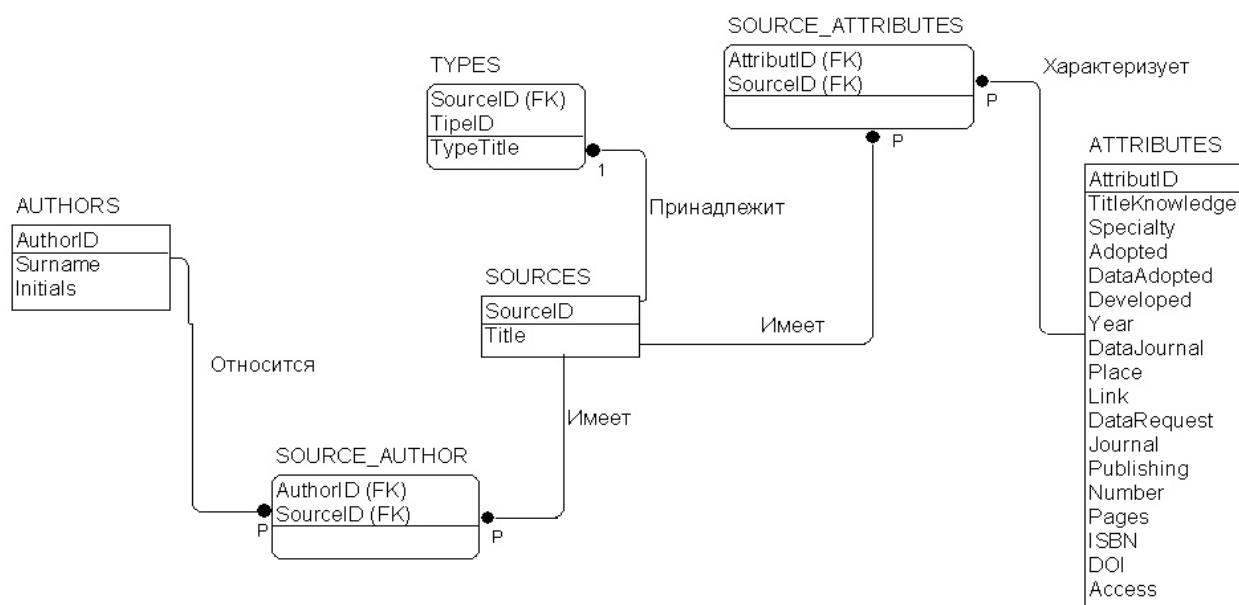 SOURCE_ATTRIBUTES
AttributID (FK)
SourceID (FK)
P
P
Характеризует
TYPES
SourceID (FK)
TipeID
TypeTitle
1
Принадлежит
ATTRIBUTES
AttributID
TitleKnowledge
Specialty
Adopted
DataAdopted
Developed
Year
DataJournal
Place
Link
DataRequest
Journal
Publishing
Number
Pages
ISBN
DOI
Access
AUTHORS
AuthorID
Surname
Initials
SOURCES
SourceID
Title
Имеет
Относится
Имеет
SOURCE_AUTHOR
AuthorID (FK)
SourceID (FK)
P
P